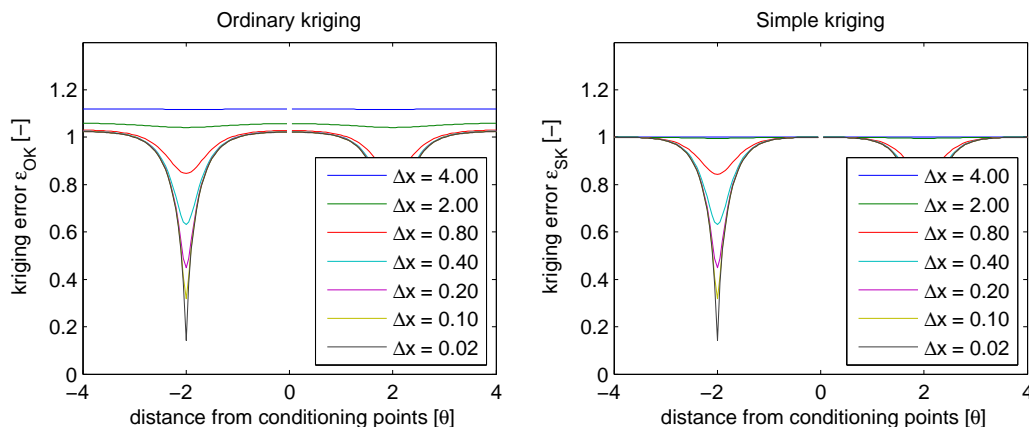 Ordinary kriging
kriging error ε_OK [−]
1.2
1
0.8
0.6
0.4
0.2
0
−4
−2
0
2
4
distance from conditioning points [θ]
Δx = 4.00
Δx = 2.00
Δx = 0.80
Δx = 0.40
Δx = 0.20
Δx = 0.10
Δx = 0.02
Simple kriging
kriging error ε_SK [−]
1.2
1
0.8
0.6
0.4
0.2
0
−4
−2
0
2
4
distance from conditioning points [θ]
Δx = 4.00
Δx = 2.00
Δx = 0.80
Δx = 0.40
Δx = 0.20
Δx = 0.10
Δx = 0.02